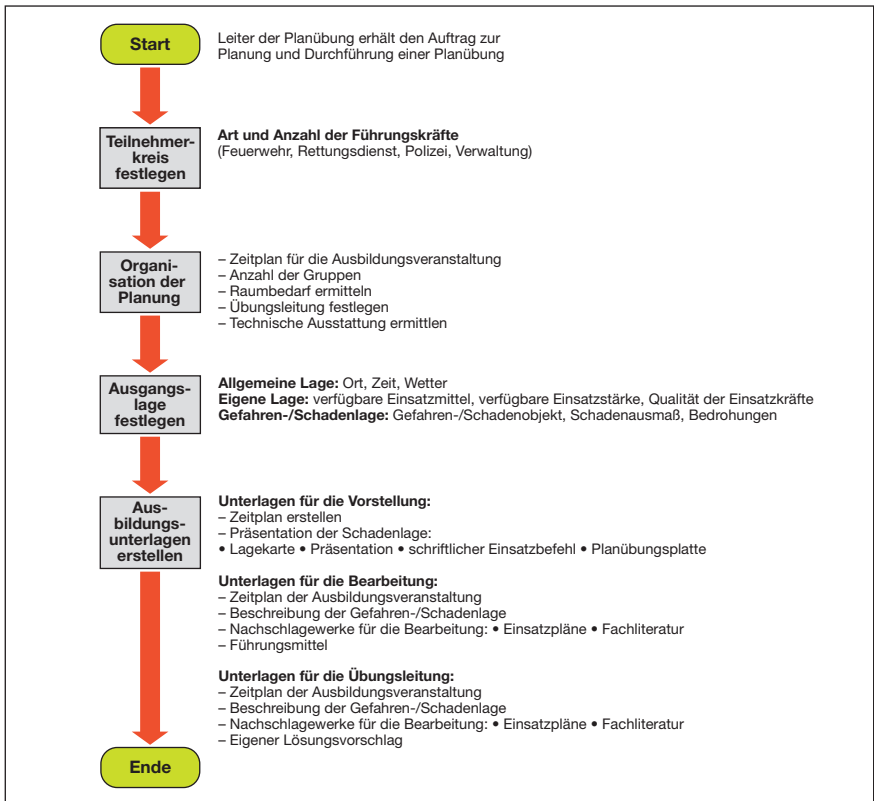 Start
Leiter der Planübung erhält den Auftrag zur
Planung und Durchführung einer Planübung
Teilnehmer-
kreis
festlegen
Art und Anzahl der Führungskräfte
(Feuerwehr, Rettungsdienst, Polizei, Verwaltung)
Organi-
sation der
Planung
– Zeitplan für die Ausbildungsveranstaltung
– Anzahl der Gruppen
– Raumbedarf ermitteln
– Übungsleitung festlegen
– Technische Ausstattung ermittlen
Ausgangs-
lage
festlegen
Allgemeine Lage: Ort, Zeit, Wetter
Eigene Lage: verfügbare Einsatzmittel, verfügbare Einsatzstärke, Qualität der Einsatzkräfte
Gefahren-/Schadenlage: Gefahren-/Schadenobjekt, Schadenausmaß, Bedrohungen
Aus-
bildungs-
unterlagen
erstellen
Unterlagen für die Vorstellung:
– Zeitplan erstellen
– Präsentation der Schadenlage:
• Lagekarte • Präsentation • schriftlicher Einsatzbefehl • Planübungsplatte
Unterlagen für die Bearbeitung:
– Zeitplan der Ausbildungsveranstaltung
– Beschreibung der Gefahren-/Schadenlage
– Nachschlagewerke für die Bearbeitung: • Einsatzpläne • Fachliteratur
– Führungsmittel
Unterlagen für die Übungsleitung:
– Zeitplan der Ausbildungsveranstaltung
– Beschreibung der Gefahren-/Schadenlage
– Nachschlagewerke für die Bearbeitung: • Einsatzpläne • Fachliteratur
– Eigener Lösungsvorschlag
Ende